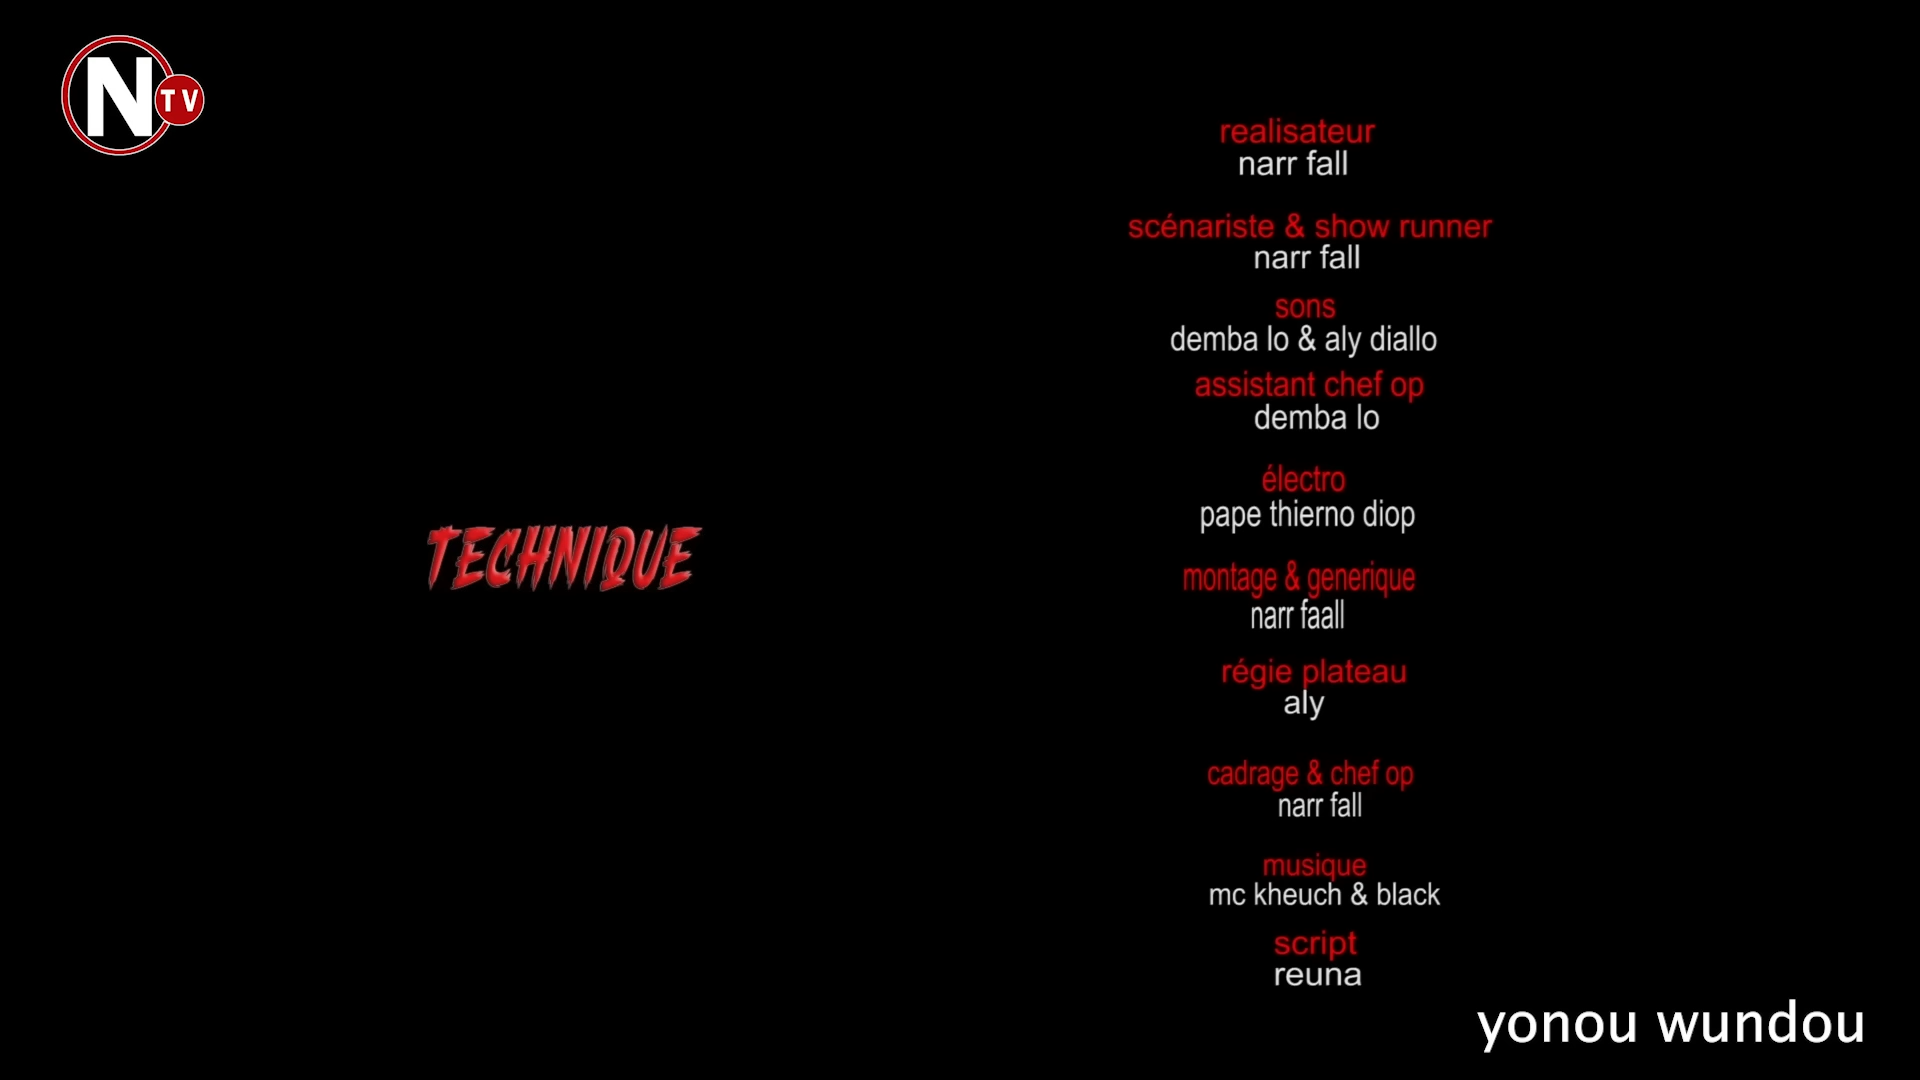 N TV
TECHNIQUE
realisateur
narr fall
scénariste & show runner
narr fall
sons
demba lo & aly diallo
assistant chef op
demba lo
électro
pape thierno diop
montage & generique
narr faall
régie plateau
aly
cadrage & chef op
narr fall
musique
mc kheuch & black
script
reuna
yonou wundou